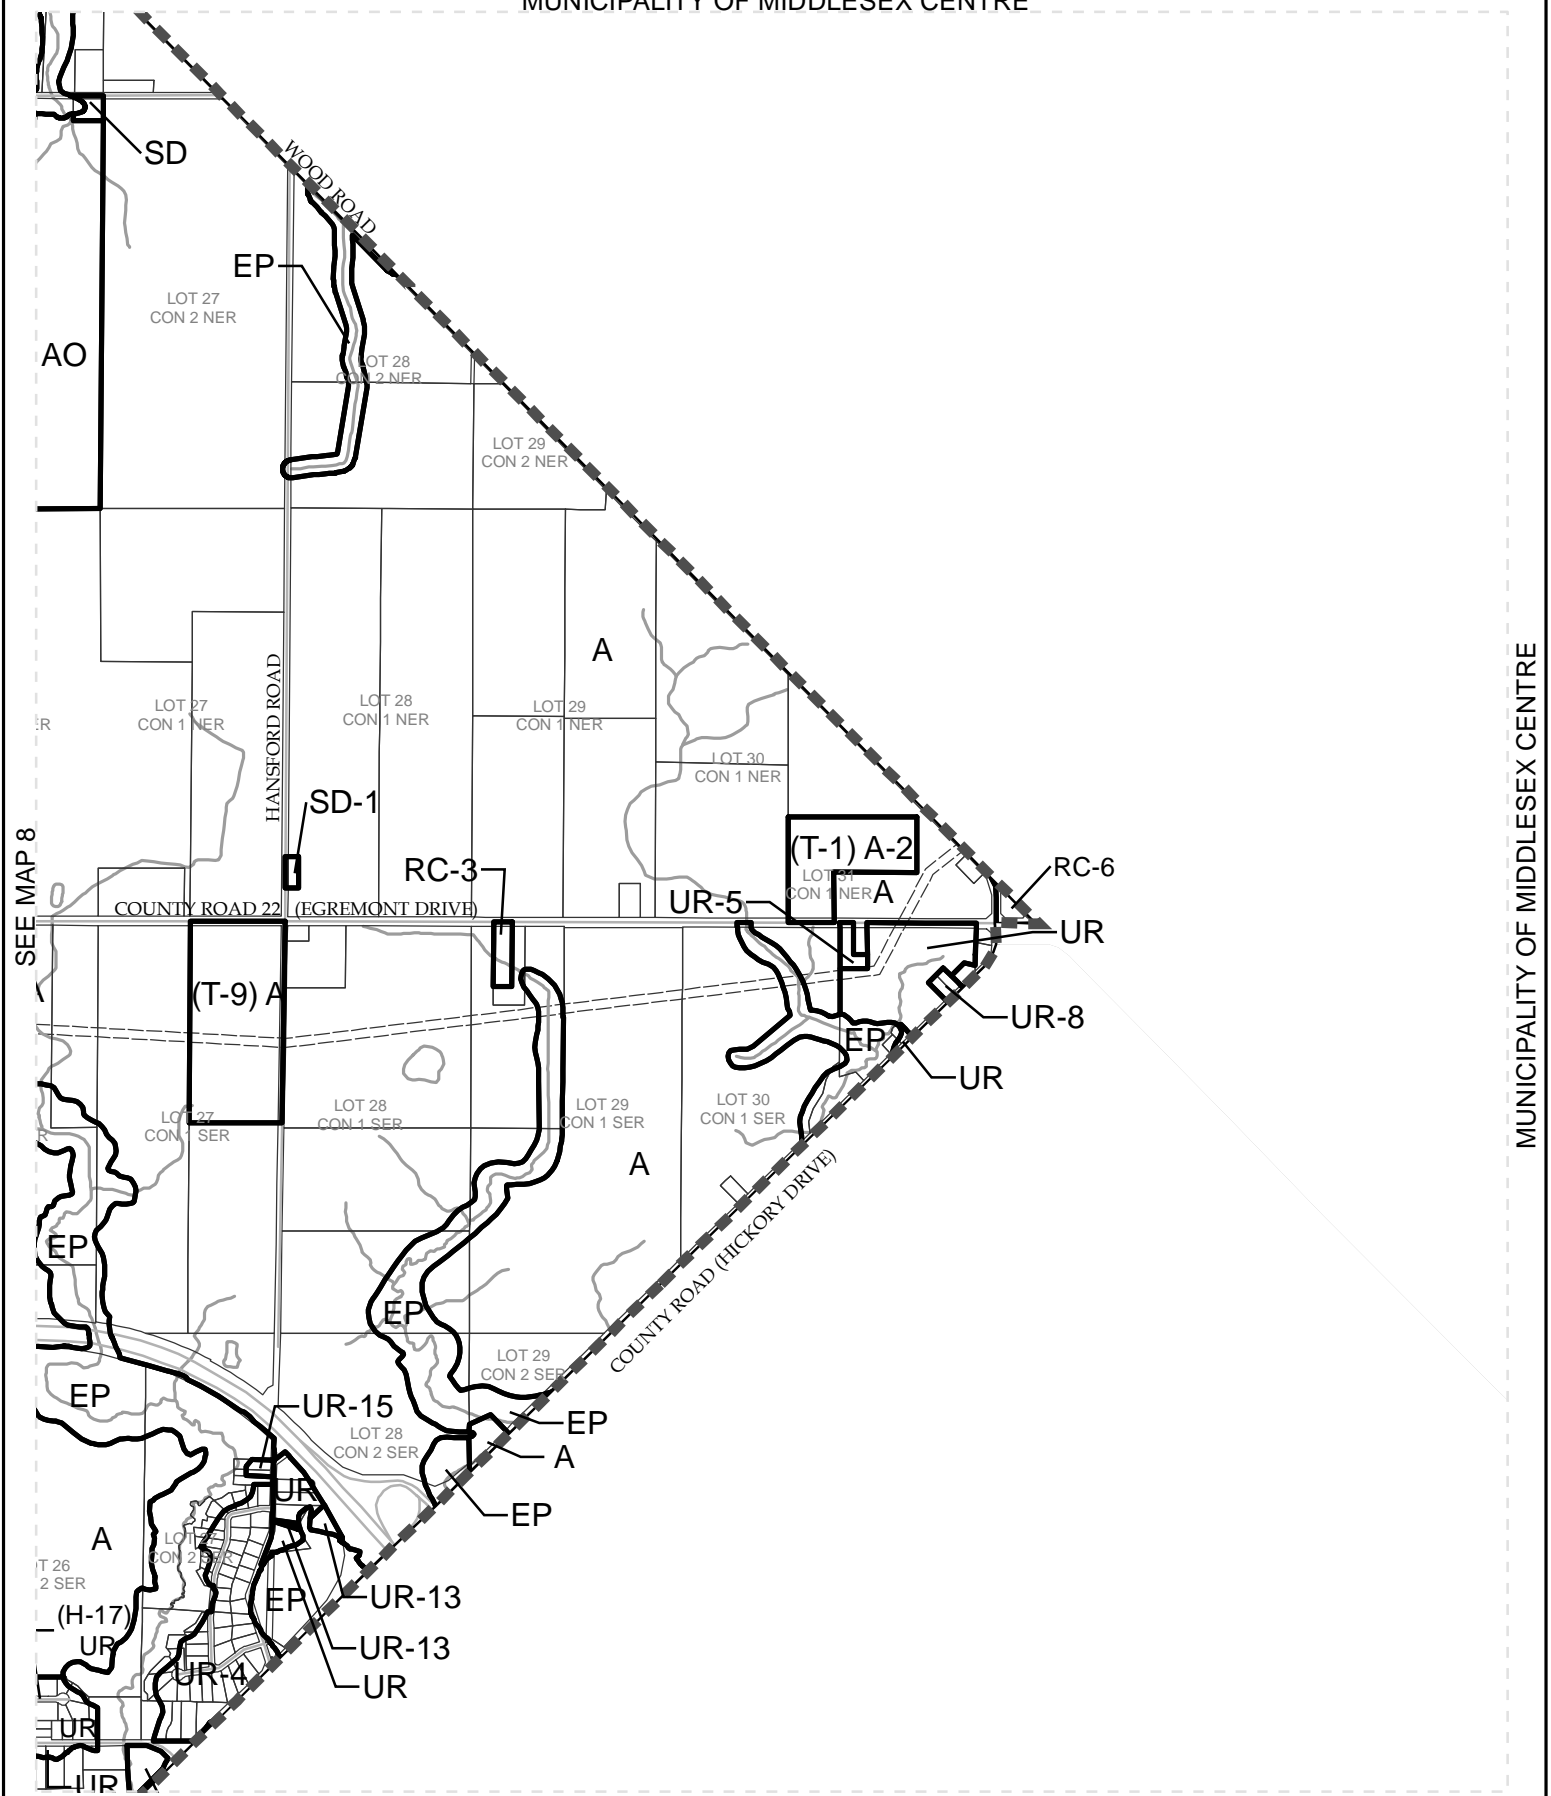 MUNICIPALITY OF MIDDLESEX CENTRE
SD
WOOD ROAD
EP
LOT 27
CON 2 NER
AO
LOT 28
CON 2 NER
LOT 29
CON 2 NER
A
HANSFORD ROAD
LOT 27
CON 1 NER
ER
LOT 28
CON 1 NER
LOT 29
CON 1 NER
LOT 30
CON 1 NER
SD-1
(T-1) A-2
RC-3
RC-6
LOT 31
CON 1 NER
A
UR-5
SEE MAP 8
COUNTY ROAD 22 (EGREMONT DRIVE)
UR
MUNICIPALITY OF MIDDLESEX CENTRE
A
(T-9) A
UR-8
EP
UR
LOT 27
CON 1 SER
R
LOT 28
CON 1 SER
LOT 29
CON 1 SER
LOT 30
CON 1 SER
A
COUNTY ROAD (HICKORY DRIVE)
EP
EP
LOT 29
CON 2 SER
EP
UR-15
EP
LOT 28
CON 2 SER
A
UR
EP
A
LOT 27
CON 2 SER
T 26
2 SER
EP
UR-13
(H-17)
UR
UR-13
UR-4
UR
UR
UR